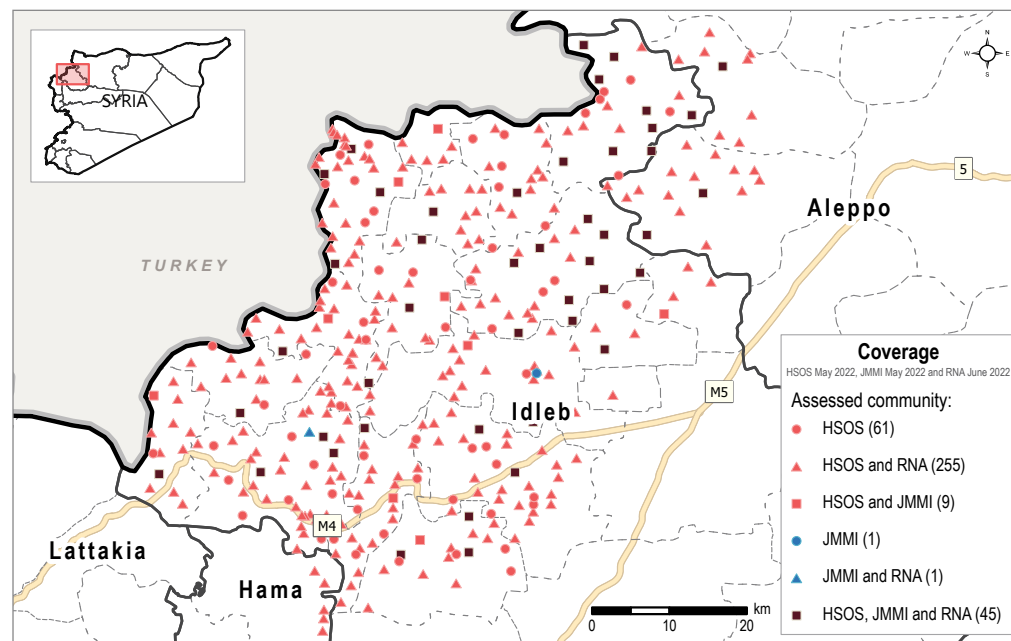 SYRIA
N
W
E
S
5
Aleppo
TURKEY
Coverage
HSOS May 2022, JMMI May 2022 and RNA June 2022
Assessed community:
HSOS (61)
HSOS and RNA (255)
HSOS and JMMI (9)
JMMI (1)
JMMI and RNA (1)
HSOS, JMMI and RNA (45)
M5
Idleb
M4
Lattakia
Hama
km
0
10
20